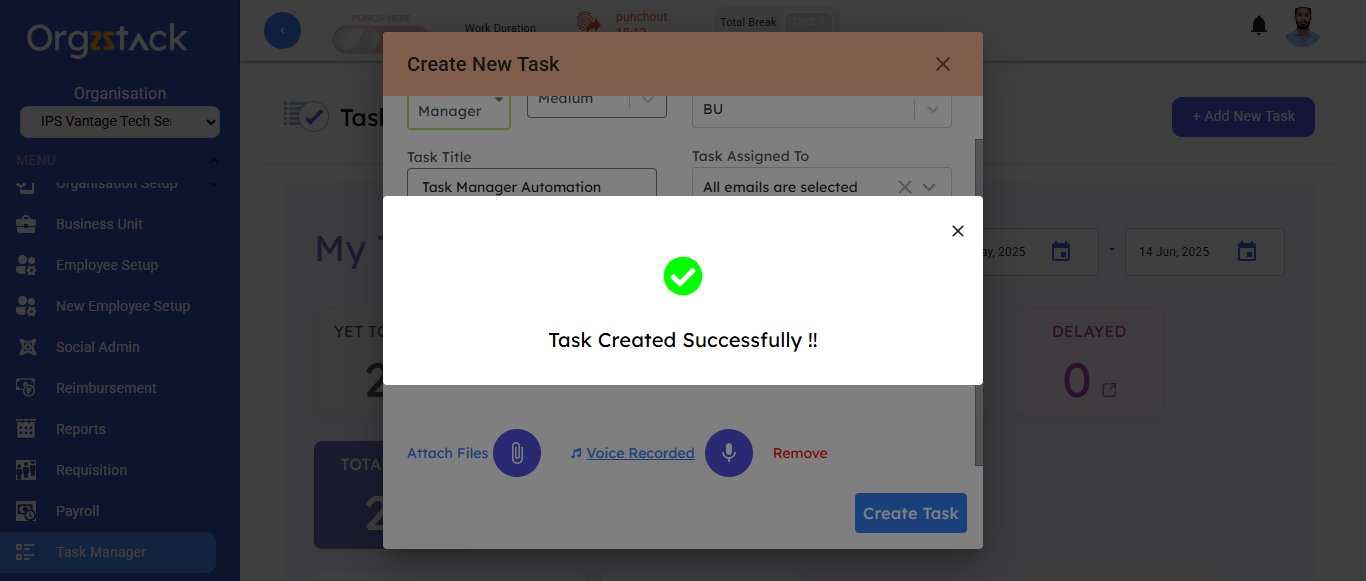 Orgzstack
Organisation
IPS Vantage Tech Se
MENU
Organisation Setup
Business Unit
Employee Setup
New Employee Setup
Social Admin
Reimbursement
Reports
Requisition
Payroll
Task Manager
PUNCH HERE
Work Duration
punchout
Total Break
TAKE
Create New Task
Manager
Medium
BU
Task
+ Add New Task
Task Title
Task Assigned To
Task Manager Automation
All emails are selected
My
ay, 2025
-
14 Jun, 2025
Task Created Successfully !!
YET TO
2
DELAYED
0
Attach Files
Voice Recorded
Remove
TOTA
2
Create Task